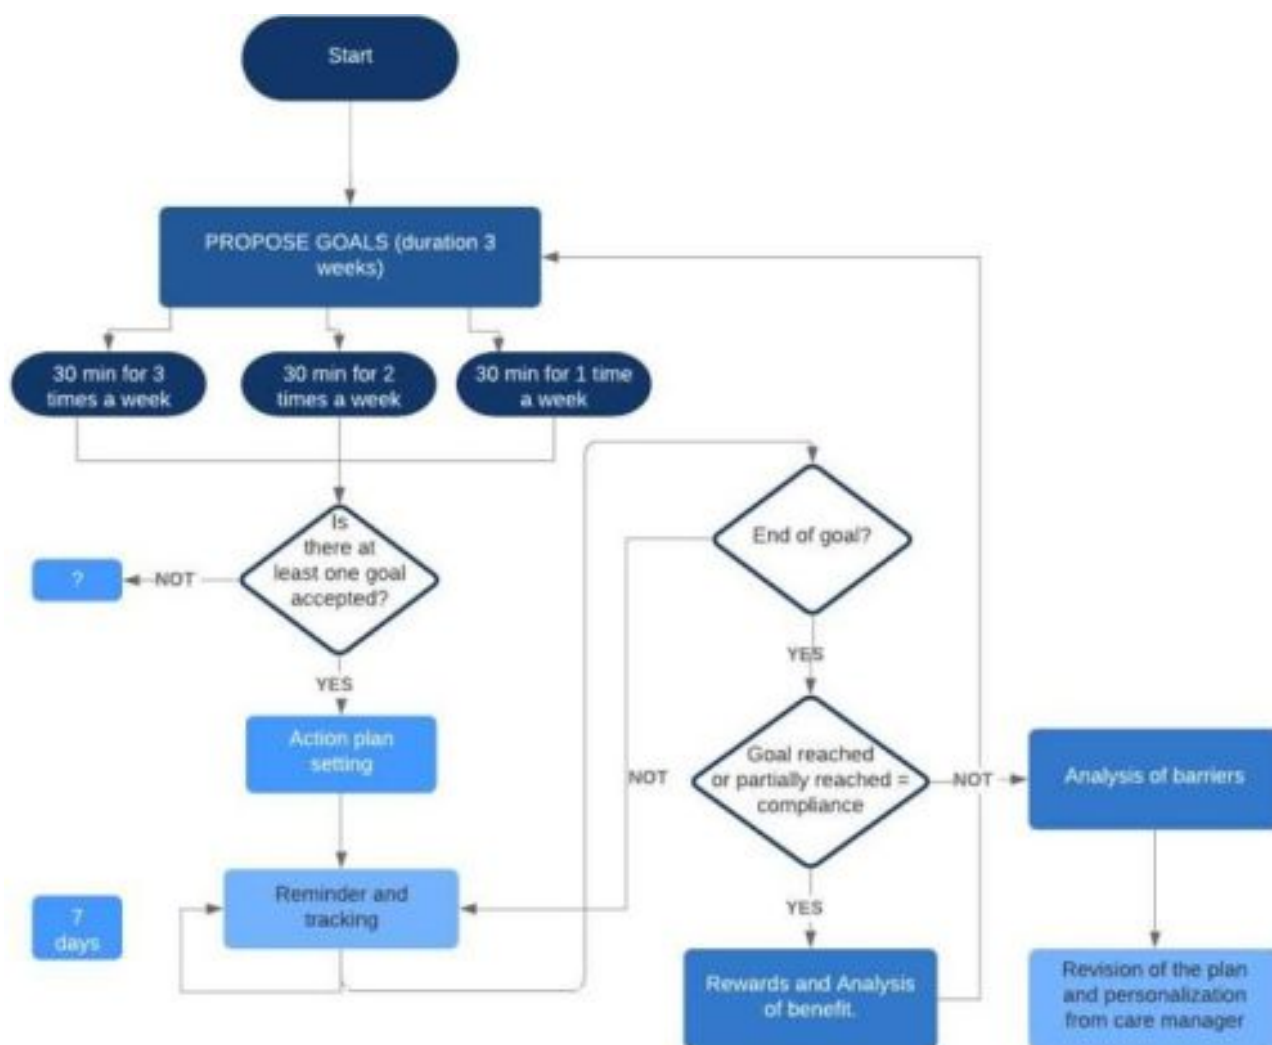 Start
PROPOSE GOALS (duration 3
weeks)
30 min for 3
times a week
30 min for 2
times a week
30 min for 1 time
a week
Is
there at
least one goal
accepted?
NOT
?
YES
Action plan
setting
Reminder and
tracking
7
days
End of goal?
YES
NOT
Goal reached
or partially reached =
compliance
NOT
YES
Rewards and Analysis
of benefit.
Analysis of barriers
Revision of the plan
and personalization
from care manager